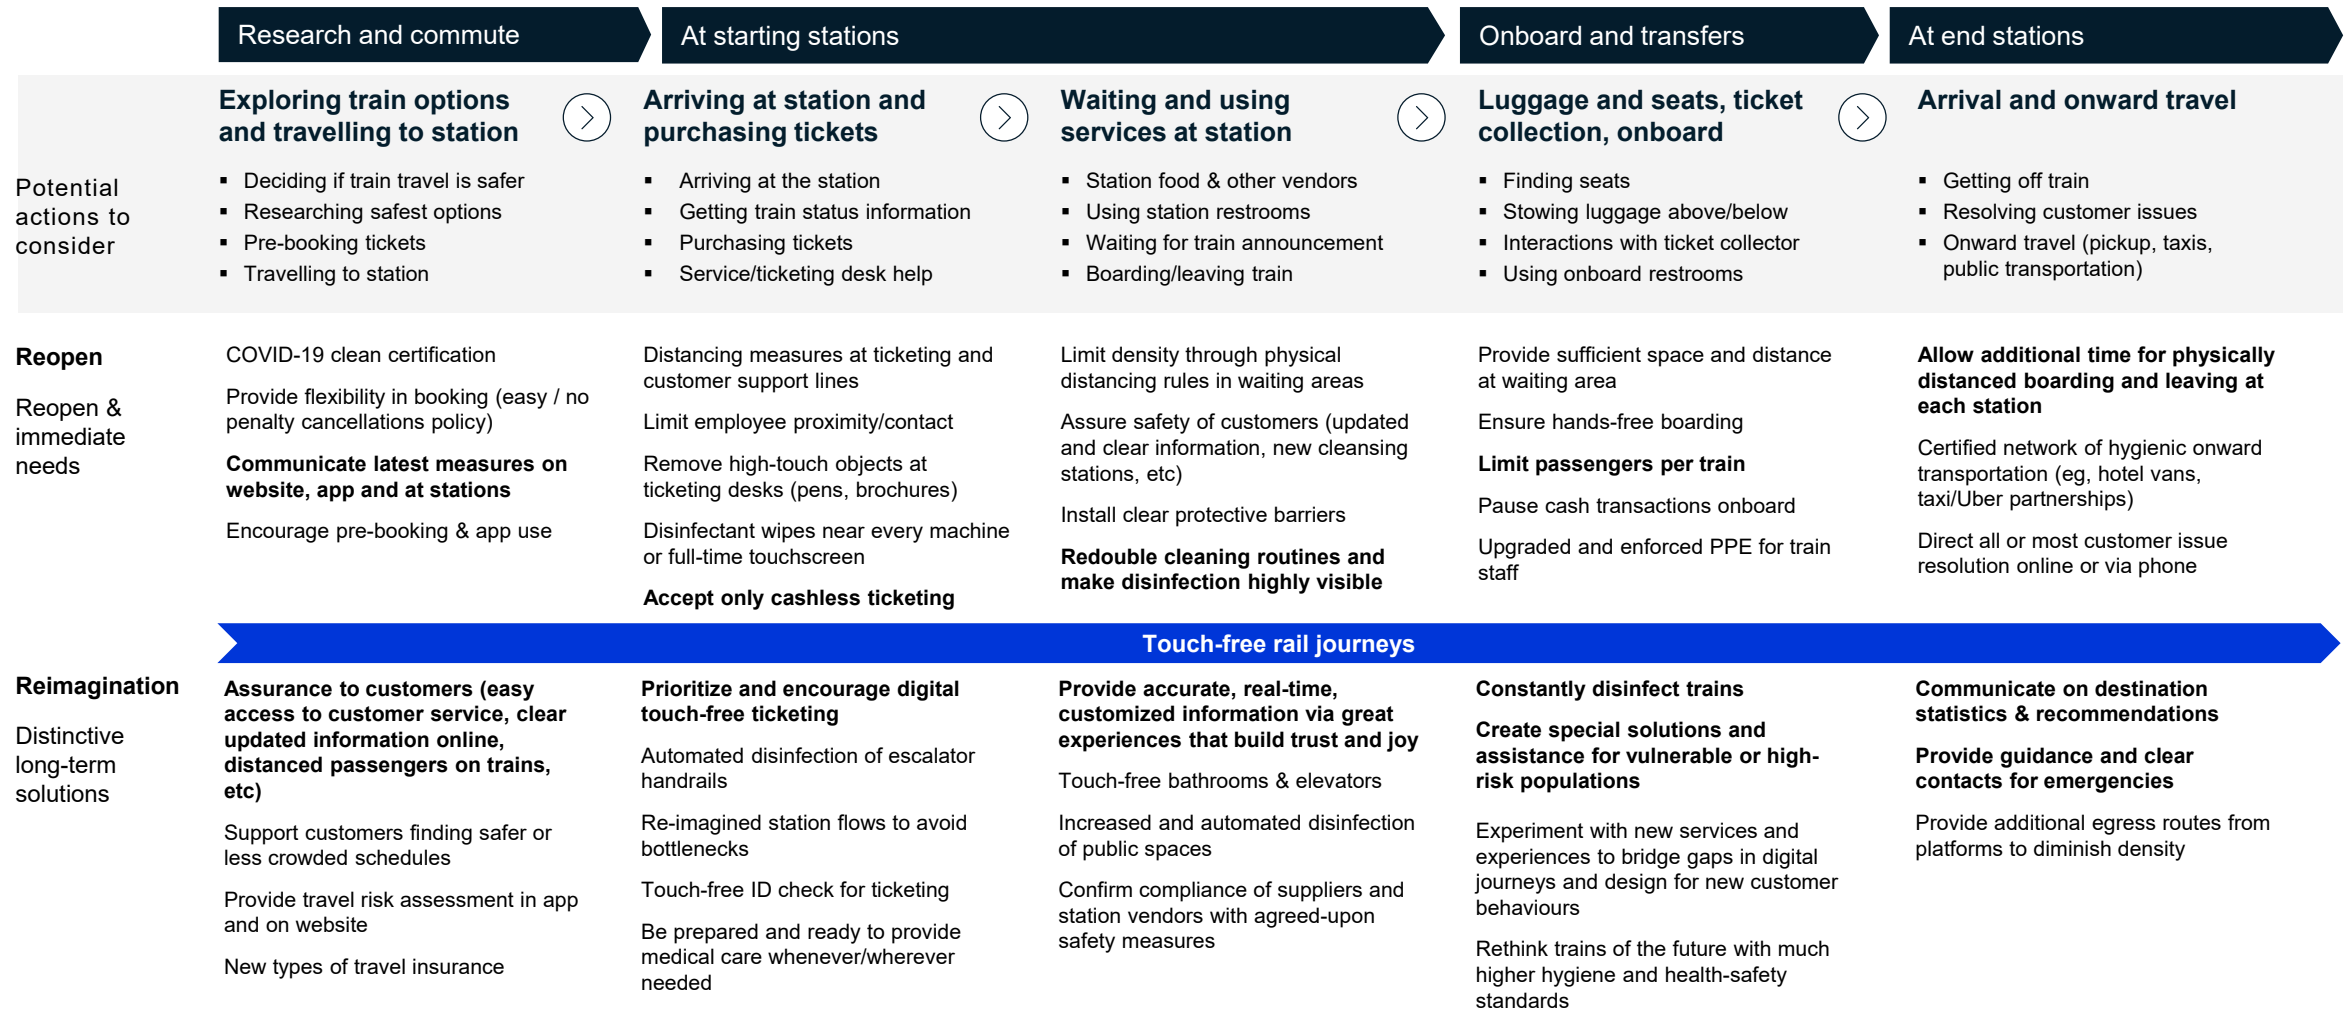 Research and commute
At starting stations
Onboard and transfers
At end stations
Exploring train options
and travelling to station
Arriving at station and
purchasing tickets
Waiting and using
services at station
Luggage and seats, ticket
collection, onboard
Arrival and onward travel
Potential
actions to
consider
▪ Deciding if train travel is safer
▪ Researching safest options
▪ Pre-booking tickets
▪ Travelling to station
▪ Arriving at the station
▪ Getting train status information
▪ Purchasing tickets
▪ Service/ticketing desk help
▪ Station food & other vendors
▪ Using station restrooms
▪ Waiting for train announcement
▪ Boarding/leaving train
▪ Finding seats
▪ Stowing luggage above/below
▪ Interactions with ticket collector
▪ Using onboard restrooms
▪ Getting off train
▪ Resolving customer issues
▪ Onward travel (pickup, taxis,
public transportation)
Reopen
Reopen &
immediate
needs
COVID-19 clean certification
Provide flexibility in booking (easy / no
penalty cancellations policy)
Communicate latest measures on
website, app and at stations
Encourage pre-booking & app use
Distancing measures at ticketing and
customer support lines
Limit employee proximity/contact
Remove high-touch objects at
ticketing desks (pens, brochures)
Disinfectant wipes near every machine
or full-time touchscreen
Accept only cashless ticketing
Limit density through physical
distancing rules in waiting areas
Assure safety of customers (updated
and clear information, new cleansing
stations, etc)
Install clear protective barriers
Redouble cleaning routines and
make disinfection highly visible
Provide sufficient space and distance
at waiting area
Ensure hands-free boarding
Limit passengers per train
Pause cash transactions onboard
Upgraded and enforced PPE for train
staff
Allow additional time for physically
distanced boarding and leaving at
each station
Certified network of hygienic onward
transportation (eg, hotel vans,
taxi/Uber partnerships)
Direct all or most customer issue
resolution online or via phone
Touch-free rail journeys
Reimagination
Distinctive
long-term
solutions
Assurance to customers (easy
access to customer service, clear
updated information online,
distanced passengers on trains,
etc)
Support customers finding safer or
less crowded schedules
Provide travel risk assessment in app
and on website
New types of travel insurance
Prioritize and encourage digital
touch-free ticketing
Automated disinfection of escalator
handrails
Re-imagined station flows to avoid
bottlenecks
Touch-free ID check for ticketing
Be prepared and ready to provide
medical care whenever/wherever
needed
Provide accurate, real-time,
customized information via great
experiences that build trust and joy
Touch-free bathrooms & elevators
Increased and automated disinfection
of public spaces
Confirm compliance of suppliers and
station vendors with agreed-upon
safety measures
Constantly disinfect trains
Create special solutions and
assistance for vulnerable or high-
risk populations
Experiment with new services and
experiences to bridge gaps in digital
journeys and design for new customer
behaviours
Rethink trains of the future with much
higher hygiene and health-safety
standards
Communicate on destination
statistics & recommendations
Provide guidance and clear
contacts for emergencies
Provide additional egress routes from
platforms to diminish density